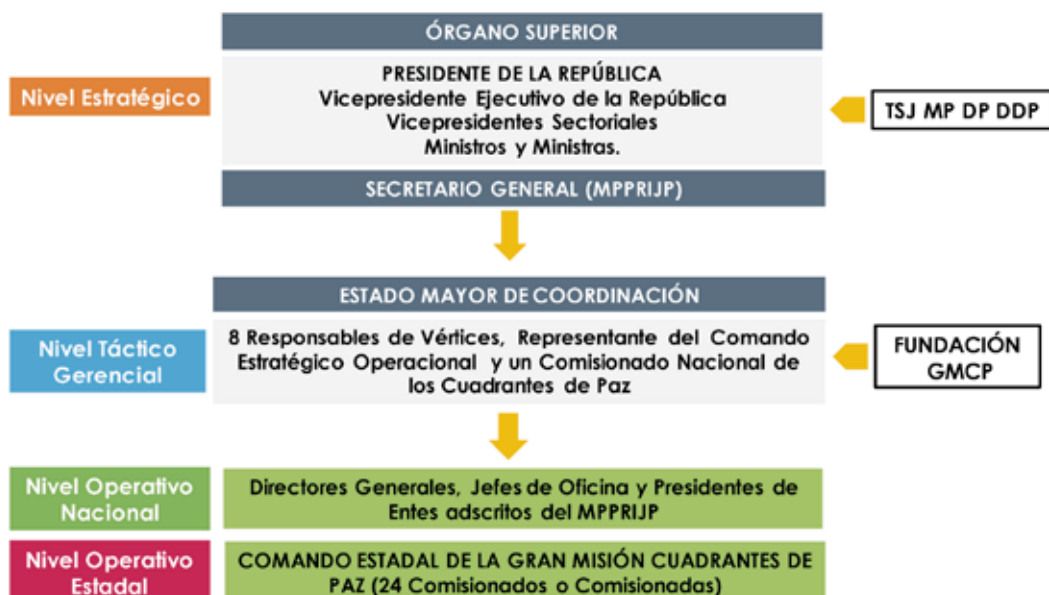 ÓRGANO SUPERIOR
Nivel Estratégico
PRESIDENTE DE LA REPÚBLICA
Vicepresidente Ejecutivo de la República
Vicepresidentes Sectoriales
Ministros y Ministras.
TSJ MP DP DDP
SECRETARIO GENERAL (MPPRIJP)
ESTADO MAYOR DE COORDINACIÓN
Nivel Táctico
Gerencial
8 Responsables de Vértices, Representante del Comando
Estratégico Operacional y un Comisionado Nacional de
los Cuadrantes de Paz
FUNDACIÓN
GMCP
Nivel Operativo
Nacional
Directores Generales, Jefes de Oficina y Presidentes de
Entes adscritos del MPPRIJP
Nivel Operativo
Estadal
COMANDO ESTADAL DE LA GRAN MISIÓN CUADRANTES DE
PAZ (24 Comisionados o Comisionadas)